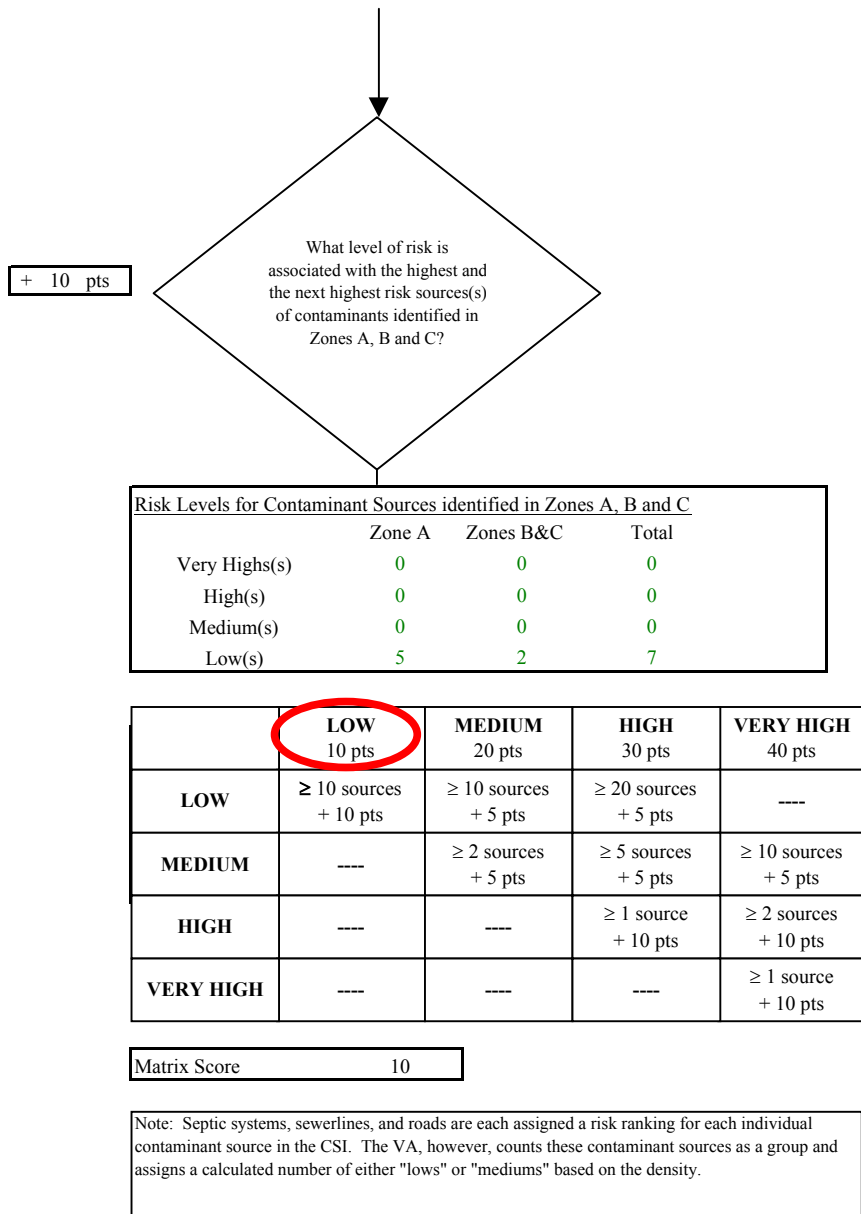 What level of risk is
associated with the highest and
the next highest risk sources(s)
of contaminants identified in
Zones A, B and C?
+ 10 pts
Risk Levels for Contaminant Sources identified in Zones A, B and C
Zone A Zones B&C Total
Very Highs(s) 0 0 0
High(s) 0 0 0
Medium(s) 0 0 0
Low(s) 5 2 7
LOW MEDIUM HIGH VERY HIGH
10 pts 20 pts 30 pts 40 pts
LOW ≥ 10 sources + 10 pts ≥ 10 sources + 5 pts ≥ 20 sources + 5 pts ----
MEDIUM ---- ≥ 2 sources + 5 pts ≥ 5 sources + 5 pts ≥ 10 sources + 5 pts
HIGH ---- ---- ≥ 1 source + 10 pts ≥ 2 sources + 10 pts
VERY HIGH ---- ---- ---- ≥ 1 source + 10 pts
Matrix Score 10
Note: Septic systems, sewerlines, and roads are each assigned a risk ranking for each individual
contaminant source in the CSI. The VA, however, counts these contaminant sources as a group and
assigns a calculated number of either "lows" or "mediums" based on the density.